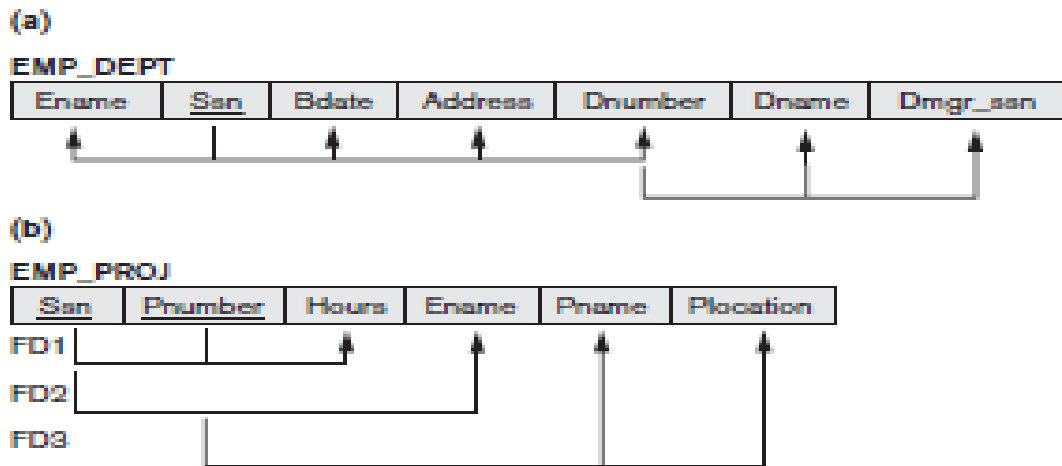 (a)
EMP_DEPT
Ename Ssn Bdate Address Dnumber Dname Dmgr_ssn
(b)
EMP_PROJ
Ssn Pnumber Hours Ename Pname Plocation
FD1
FD2
FD3